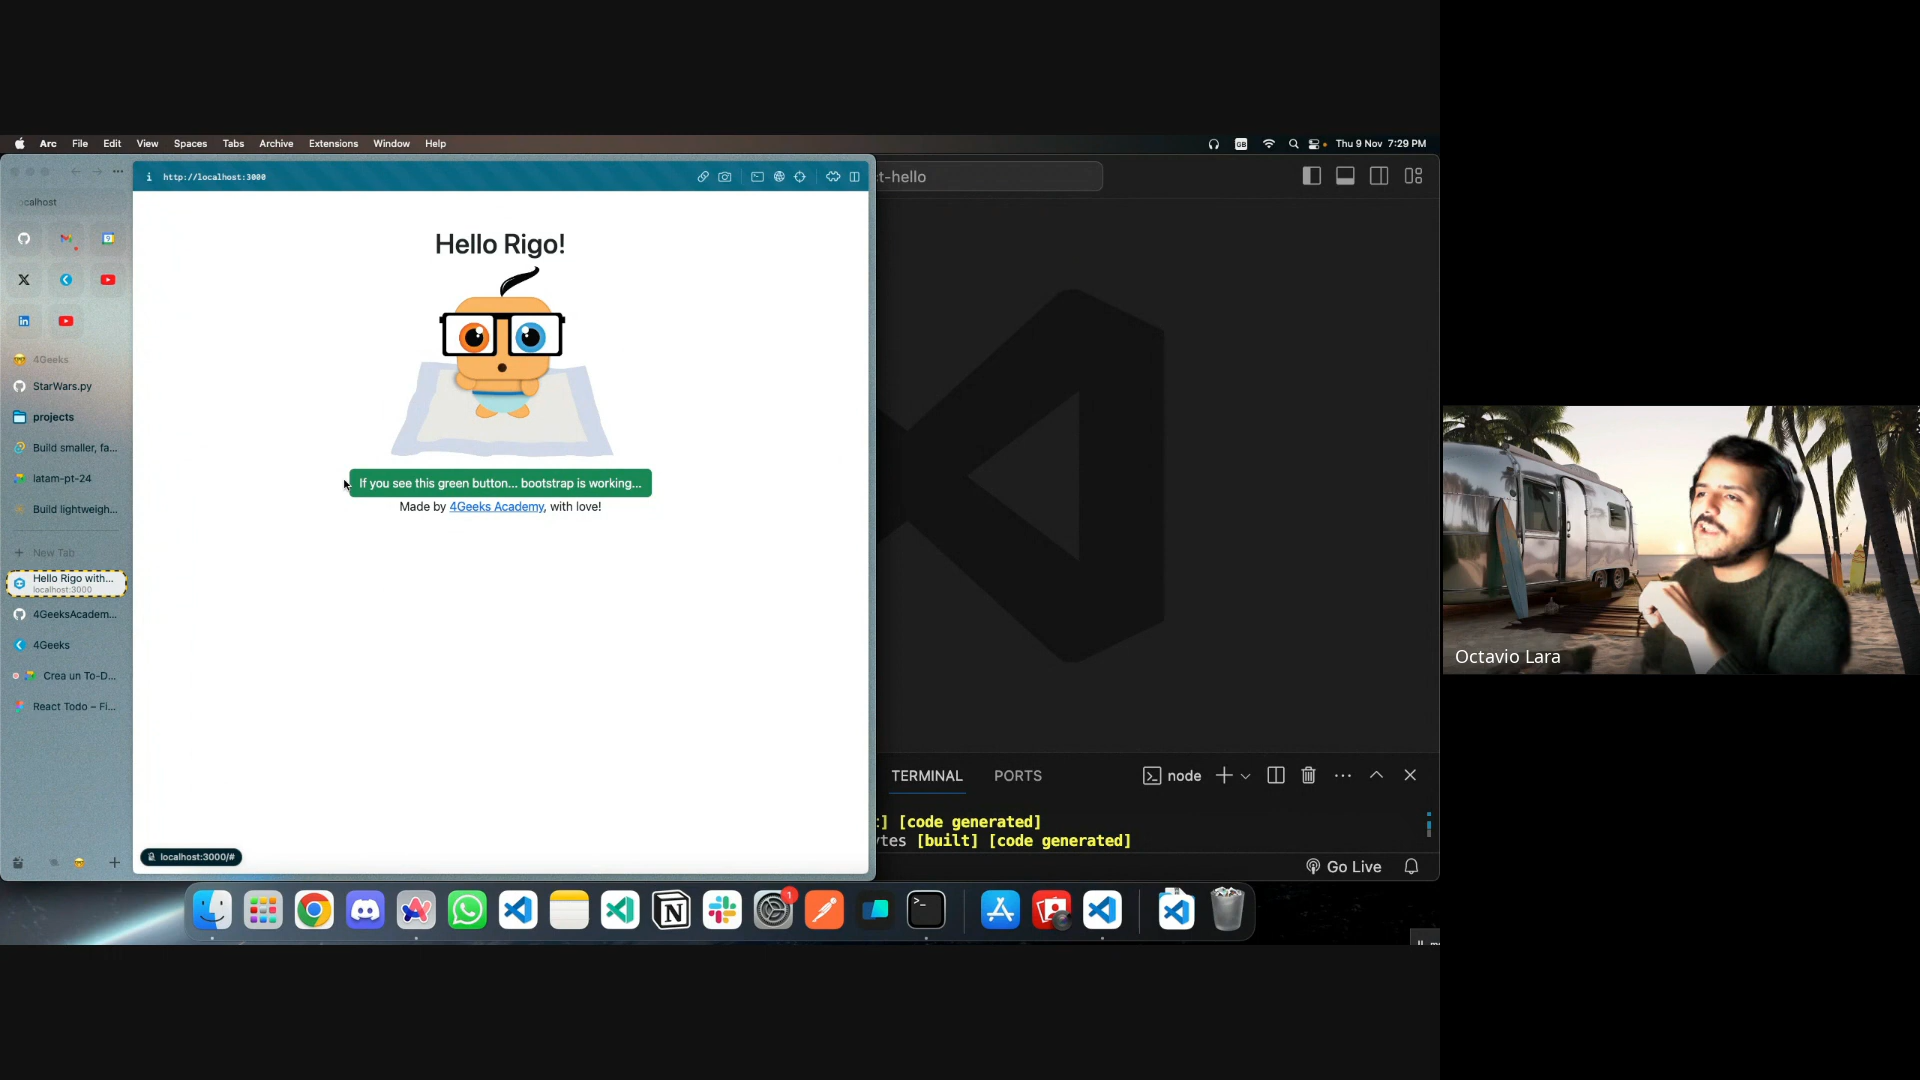 Arc File Edit View Spaces Tabs Archive Extensions Window Help
GB
Thu 9 Nov 7:29 PM
http://localhost:3000
t-hello
calhost
Hello Rigo!
4Geeks
StarWars.py
projects
Build smaller, fa...
latam-pt-24
Build lightweigh...
New Tab
Hello Rigo with...
localhost:3000
4GeeksAcadem...
4Geeks
Crea un To-D...
React Todo – Fi...
If you see this green button... bootstrap is working...
Made by 4Geeks Academy, with love!
localhost:3000/#
TERMINAL PORTS
node
] [code generated]
tes [built] [code generated]
Go Live
1
Octavio Lara